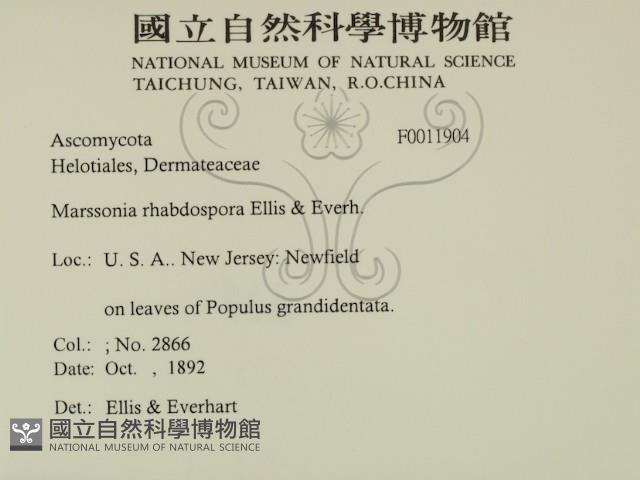 國立自然科學博物館
NATIONAL MUSEUM OF NATURAL SCIENCE
TAICHUNG, TAIWAN, R.O.CHINA
Ascomycota F0011904
Helotiales, Dermateaceae
Marssonia rhabdospora Ellis & Everh.
Loc.: U. S. A.. New Jersey: Newfield
on leaves of Populus grandidentata.
Col.: ; No. 2866
Date: Oct. , 1892
Det.: Ellis & Everhart
國立自然科學博物館
NATIONAL MUSEUM OF NATURAL SCIENCE